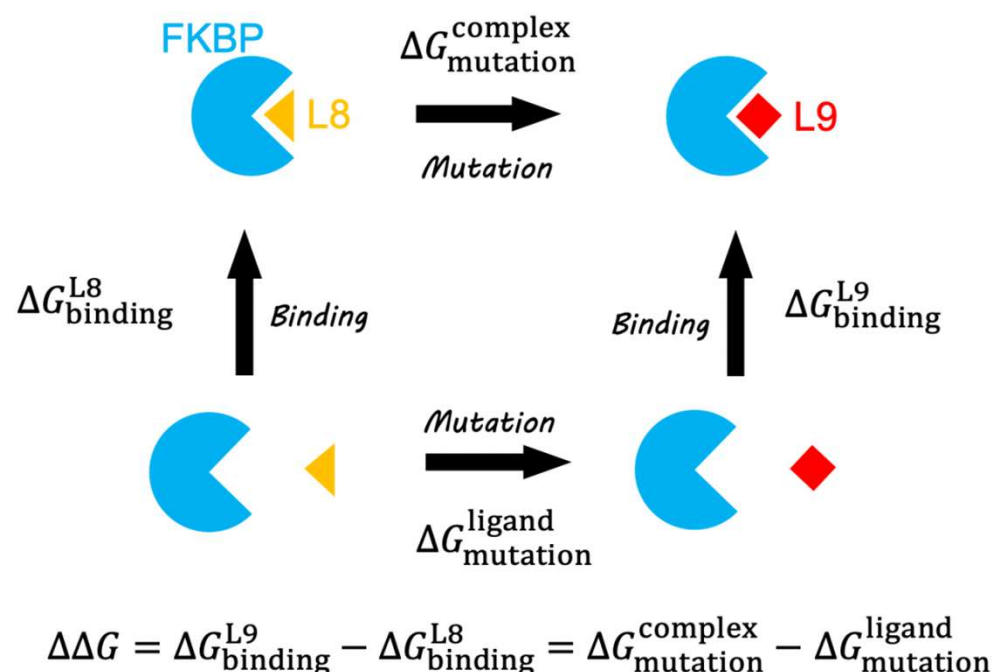 FKBP
ΔG^complex_mutation
L8
L9
Mutation
ΔG^L8_binding
Binding
Binding
ΔG^L9_binding
Mutation
ΔG^ligand_mutation
ΔΔG = ΔG^L9_binding − ΔG^L8_binding = ΔG^complex_mutation − ΔG^ligand_mutation